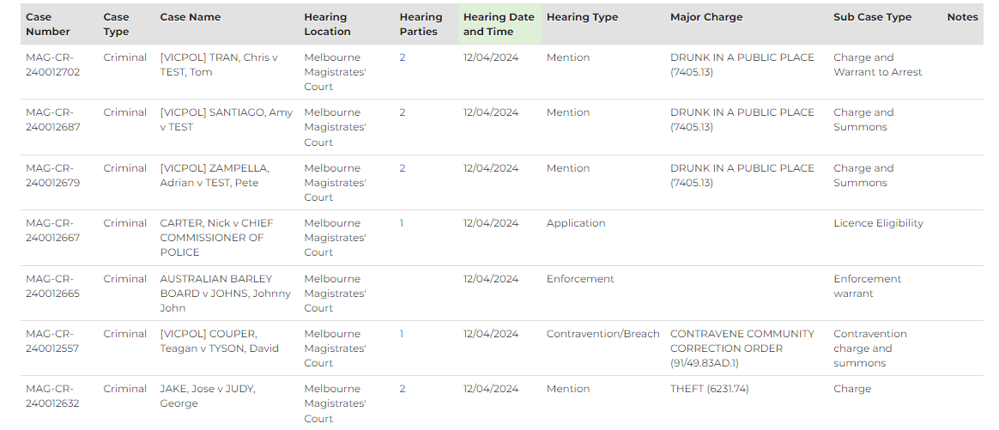 Case Number | Case Type | Case Name | Hearing Location | Hearing Parties | Hearing Date and Time | Hearing Type | Major Charge | Sub Case Type | Notes
MAG-CR-240012702 | Criminal | [VICPOL] TRAN, Chris v TEST, Tom | Melbourne Magistrates' Court | 2 | 12/04/2024 | Mention | DRUNK IN A PUBLIC PLACE (7405.13) | Charge and Warrant to Arrest
MAG-CR-240012687 | Criminal | [VICPOL] SANTIAGO, Amy v TEST | Melbourne Magistrates' Court | 2 | 12/04/2024 | Mention | DRUNK IN A PUBLIC PLACE (7405.13) | Charge and Summons
MAG-CR-240012679 | Criminal | [VICPOL] ZAMPELLA, Adrian v TEST, Pete | Melbourne Magistrates' Court | 2 | 12/04/2024 | Mention | DRUNK IN A PUBLIC PLACE (7405.13) | Charge and Summons
MAG-CR-240012667 | Criminal | CARTER, Nick v CHIEF COMMISSIONER OF POLICE | Melbourne Magistrates' Court | 1 | 12/04/2024 | Application | | Licence Eligibility
MAG-CR-240012665 | Criminal | AUSTRALIAN BARLEY BOARD v JOHNS, Johnny John | Melbourne Magistrates' Court | | 12/04/2024 | Enforcement | | Enforcement warrant
MAG-CR-240012557 | Criminal | [VICPOL] COUPER, Teagan v TYSON, David | Melbourne Magistrates' Court | 1 | 12/04/2024 | Contravention/Breach | CONTRAVENE COMMUNITY CORRECTION ORDER (91/49.83AD.1) | Contravention charge and summons
MAG-CR-240012632 | Criminal | JAKE, Jose v JUDY, George | Melbourne Magistrates' Court | 2 | 12/04/2024 | Mention | THEFT (6231.74) | Charge